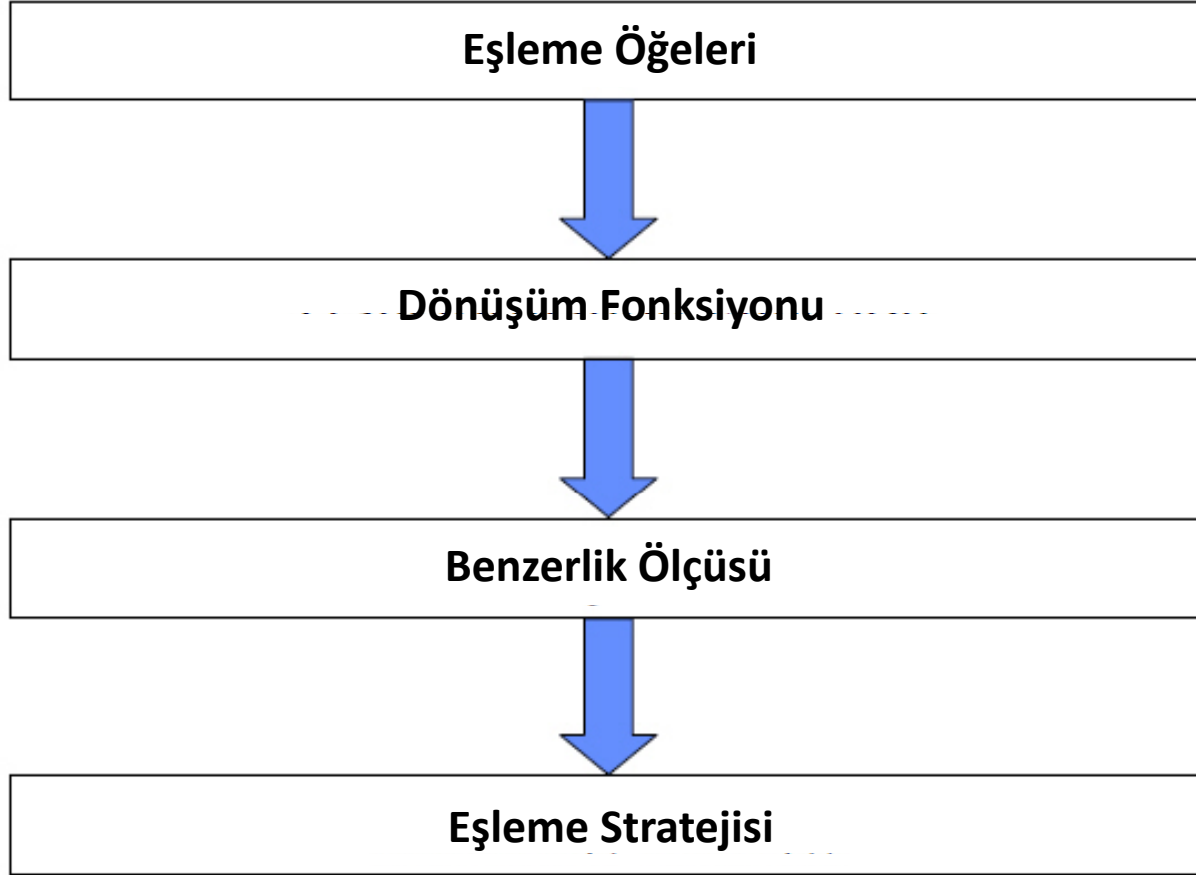 Eşleme Öğeleri
Dönüşüm Fonksiyonu
Benzerlik Ölçüsü
Eşleme Stratejisi